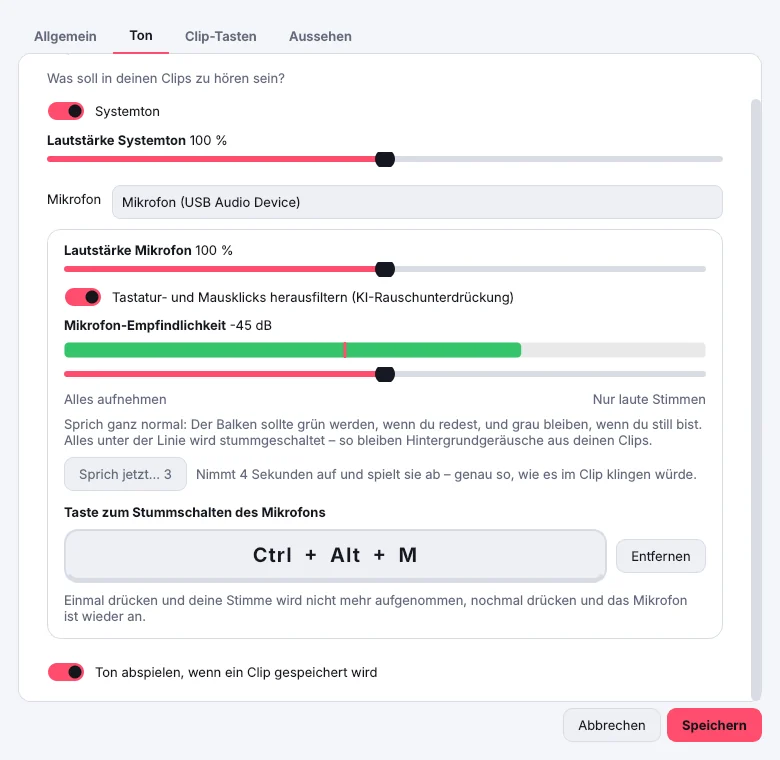 Allgemein Ton Clip-Tasten Aussehen
Was soll in deinen Clips zu hören sein?
Systemton
Lautstärke Systemton 100 %
Mikrofon Mikrofon (USB Audio Device)
Lautstärke Mikrofon 100 %
Tastatur- und Mausklicks herausfiltern (KI-Rauschunterdrückung)
Mikrofon-Empfindlichkeit -45 dB
Alles aufnehmen Nur laute Stimmen
Sprich ganz normal: Der Balken sollte grün werden, wenn du redest, und grau bleiben, wenn du still bist.
Alles unter der Linie wird stummgeschaltet – so bleiben Hintergrundgeräusche aus deinen Clips.
Sprich jetzt... 3 Nimmt 4 Sekunden auf und spielt sie ab – genau so, wie es im Clip klingen würde.
Taste zum Stummschalten des Mikrofons
Ctrl + Alt + M Entfernen
Einmal drücken und deine Stimme wird nicht mehr aufgenommen, nochmal drücken und das Mikrofon
ist wieder an.
Ton abspielen, wenn ein Clip gespeichert wird
Abbrechen Speichern